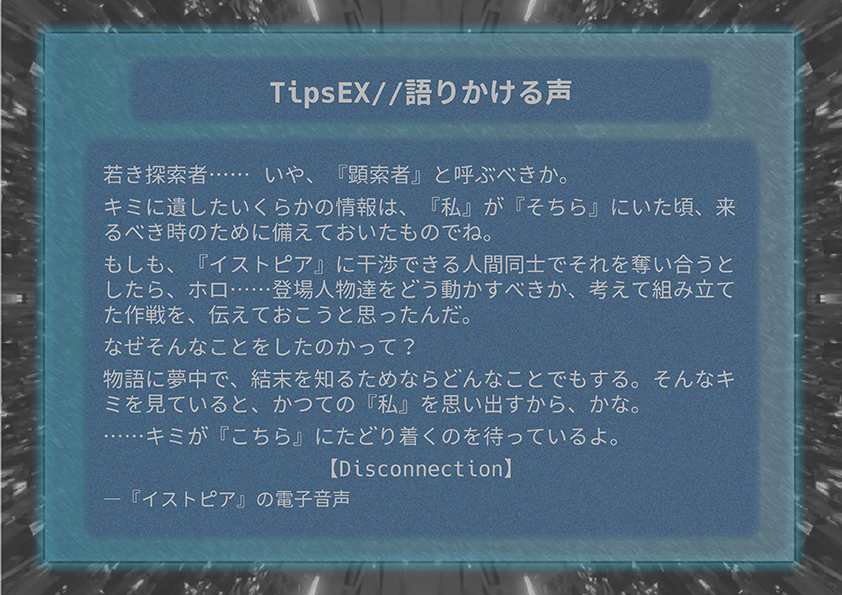 TipsEX//語りかける声
若き探索者…… いや、『顕索者』と呼ぶべきか。
キミに遺したいくらかの情報は、『私』が『そちら』にいた頃、来
るべき時のために備えておいたものでね。
もしも、『イストピア』に干渉できる人間同士でそれを奪い合うと
したら、ホロ……登場人物達をどう動かすべきか、考えて組み立て
た作戦を、伝えておこうと思ったんだ。
なぜそんなことをしたのかって？
物語に夢中で、結末を知るためならどんなことでもする。そんなキ
ミを見ていると、かつての『私』を思い出すから、かな。
……キミが『こちら』にたどり着くのを待っているよ。
【Disconnection】
―『イストピア』の電子音声